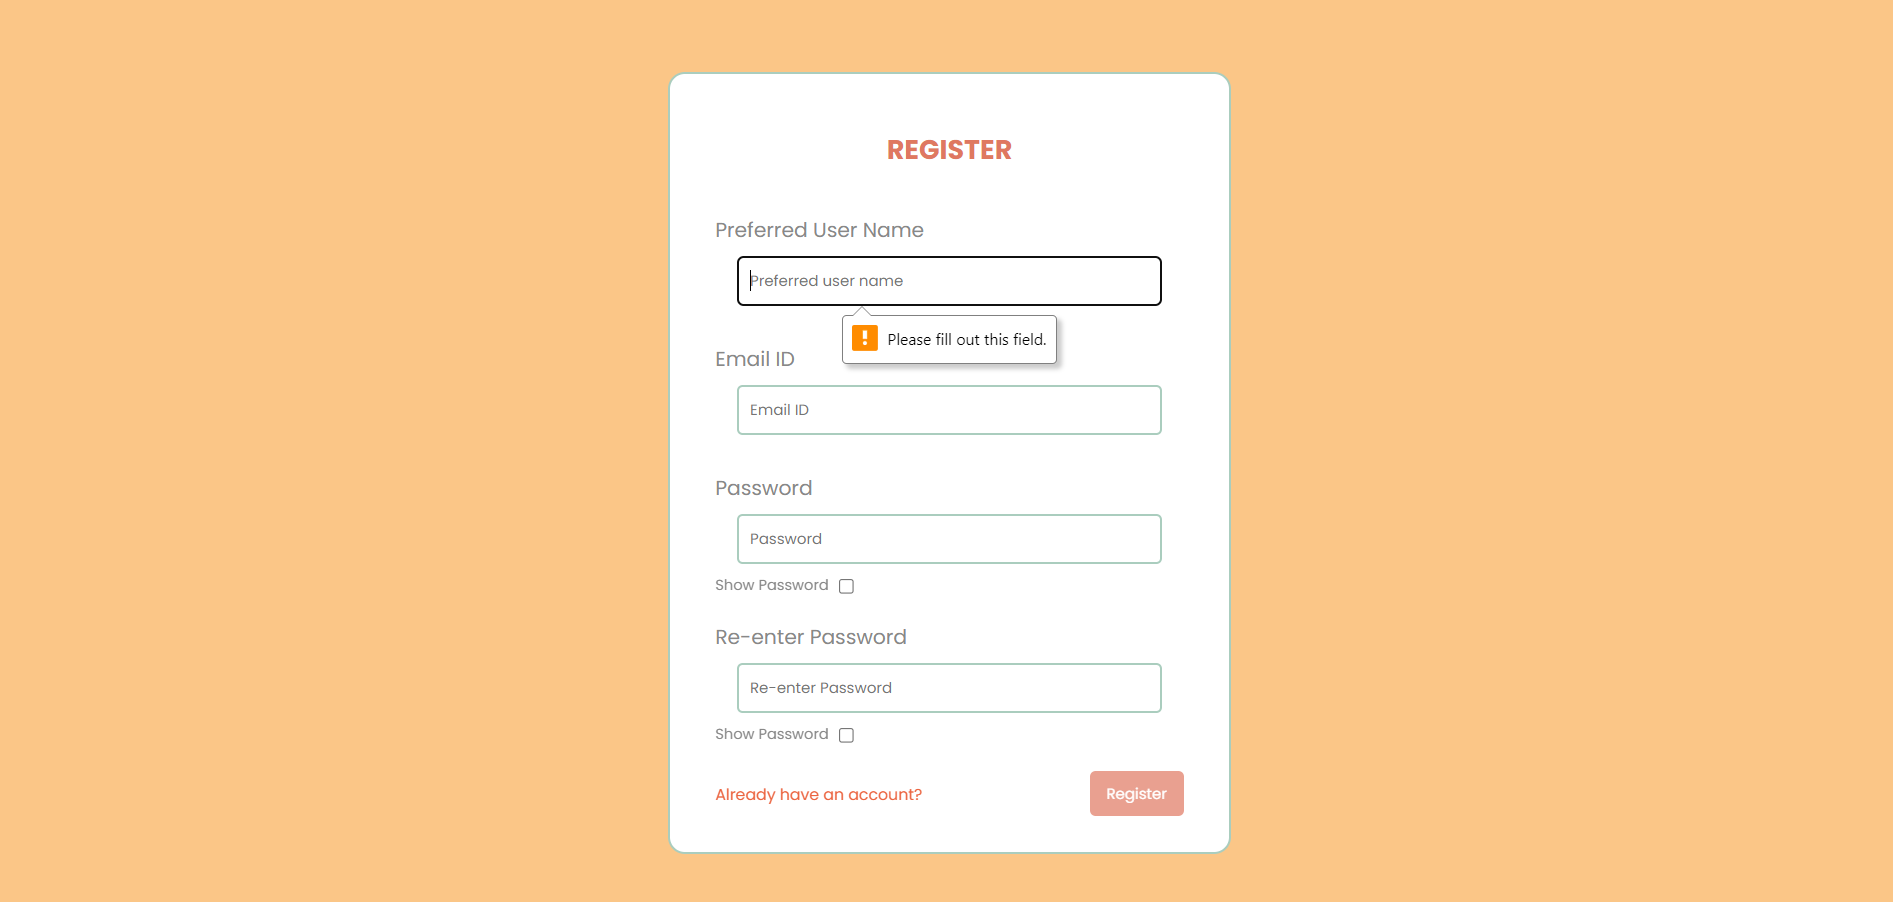 REGISTER
Preferred User Name
Preferred user name
Please fill out this field.
Email ID
Email ID
Password
Password
Show Password
Re-enter Password
Re-enter Password
Show Password
Already have an account?
Register